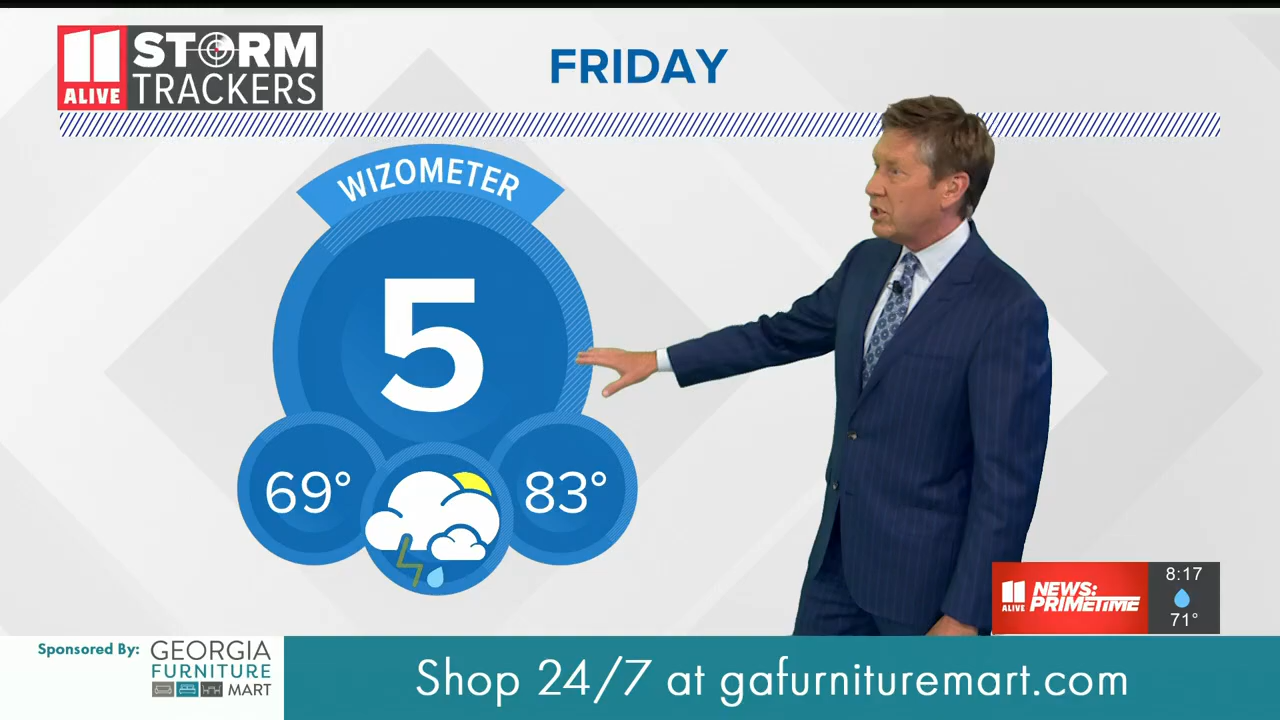 11
ALIVE
STORM
TRACKERS
FRIDAY
WIZOMETER
5
69°
83°
11
ALIVE
NEWS:
PRIMETIME
8:17
71°
Sponsored By:
GEORGIA
FURNITURE
MART
Shop 24/7 at gafurnituremart.com